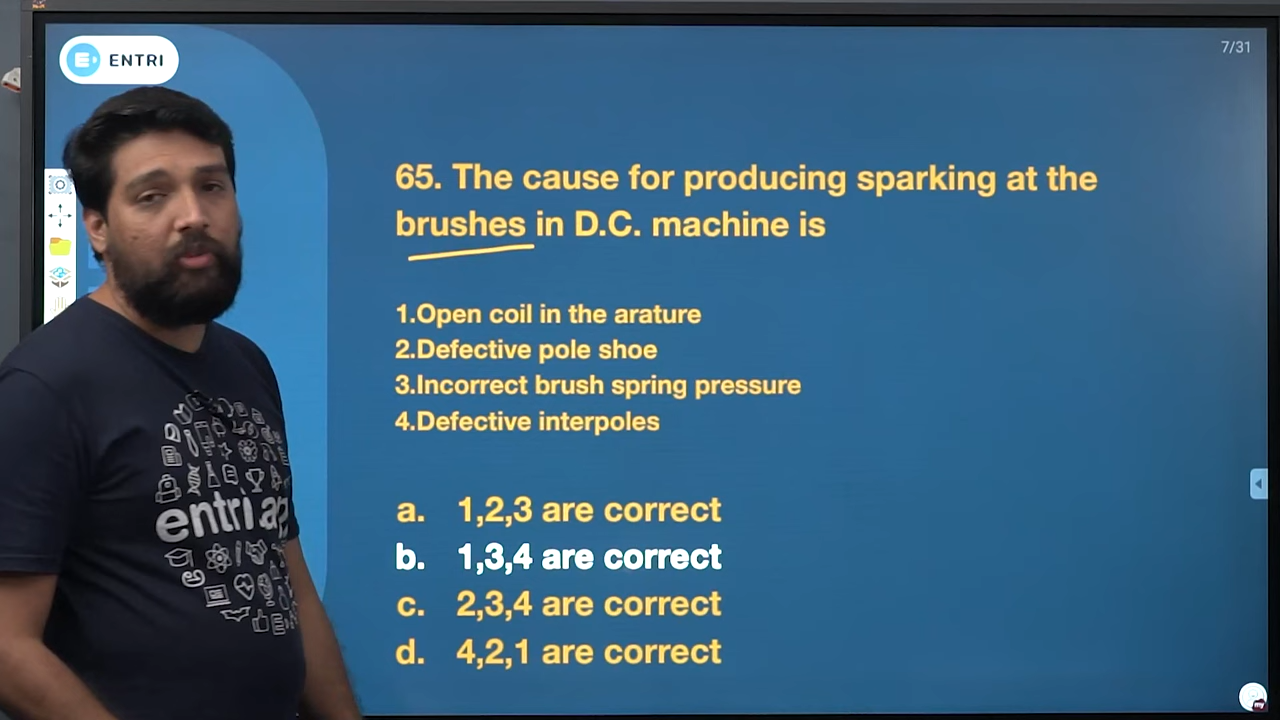 ENTRI
7/31
65. The cause for producing sparking at the
brushes in D.C. machine is
1.Open coil in the arature
2.Defective pole shoe
3.Incorrect brush spring pressure
4.Defective interpoles
a. 1,2,3 are correct
b. 1,3,4 are correct
c. 2,3,4 are correct
d. 4,2,1 are correct
entri app
my